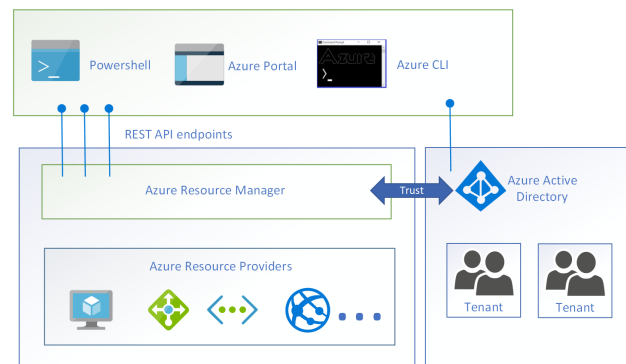 Powershell
Azure Portal
Azure
>_
>_
Azure CLI
REST API endpoints
Azure Resource Manager
Trust
Azure Active
Directory
Azure Resource Providers
Tenant
Tenant